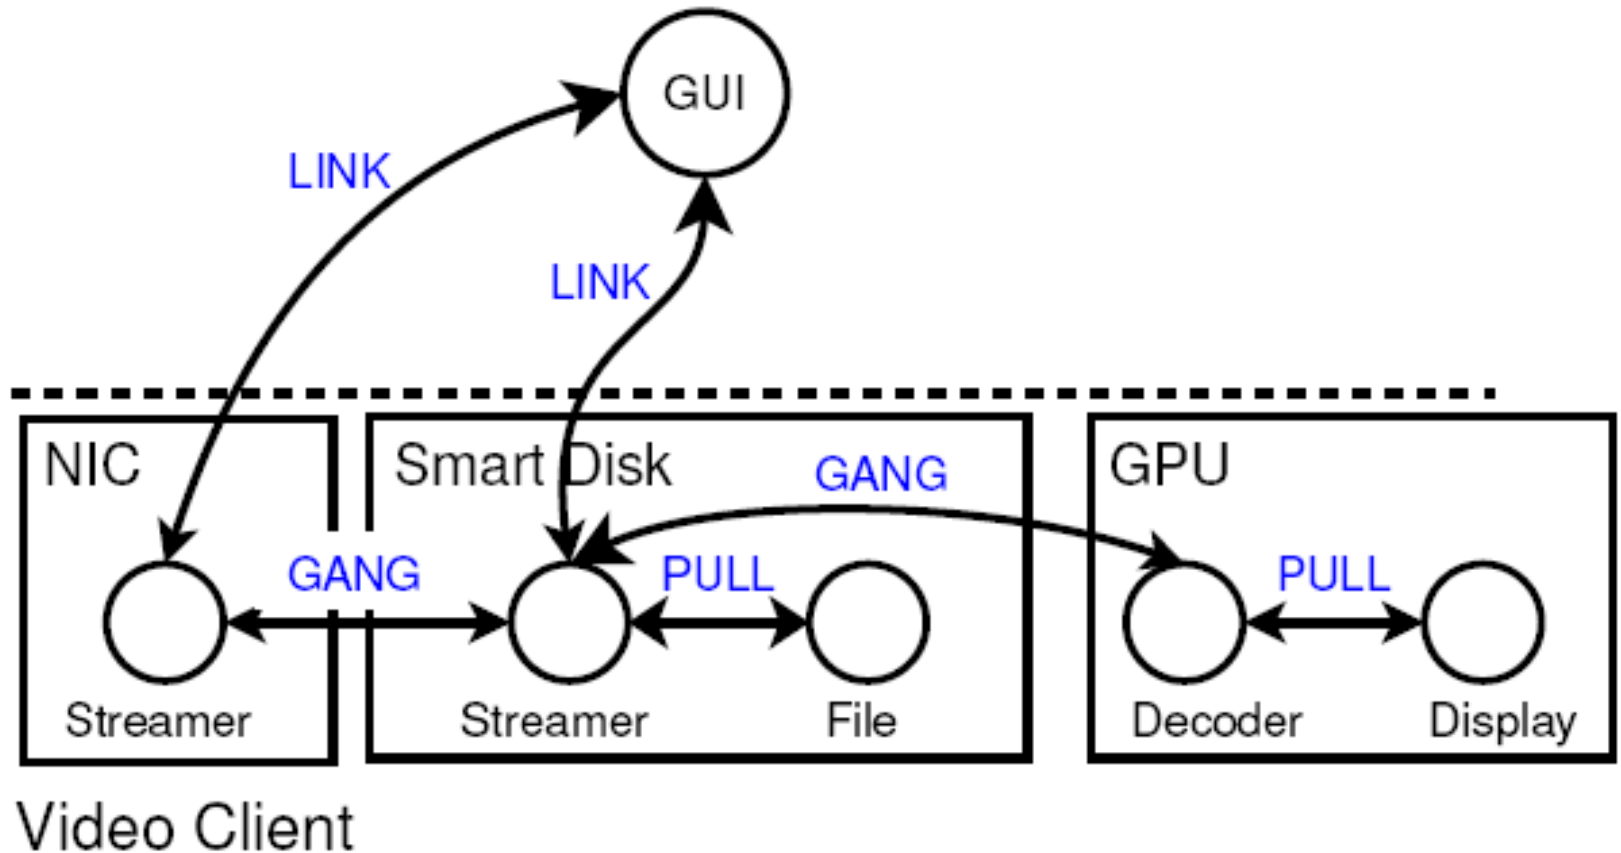 GUI
LINK
LINK
NIC
Smart Disk
GANG
GPU
GANG
PULL
PULL
Streamer
Streamer
File
Decoder
Display
Video Client